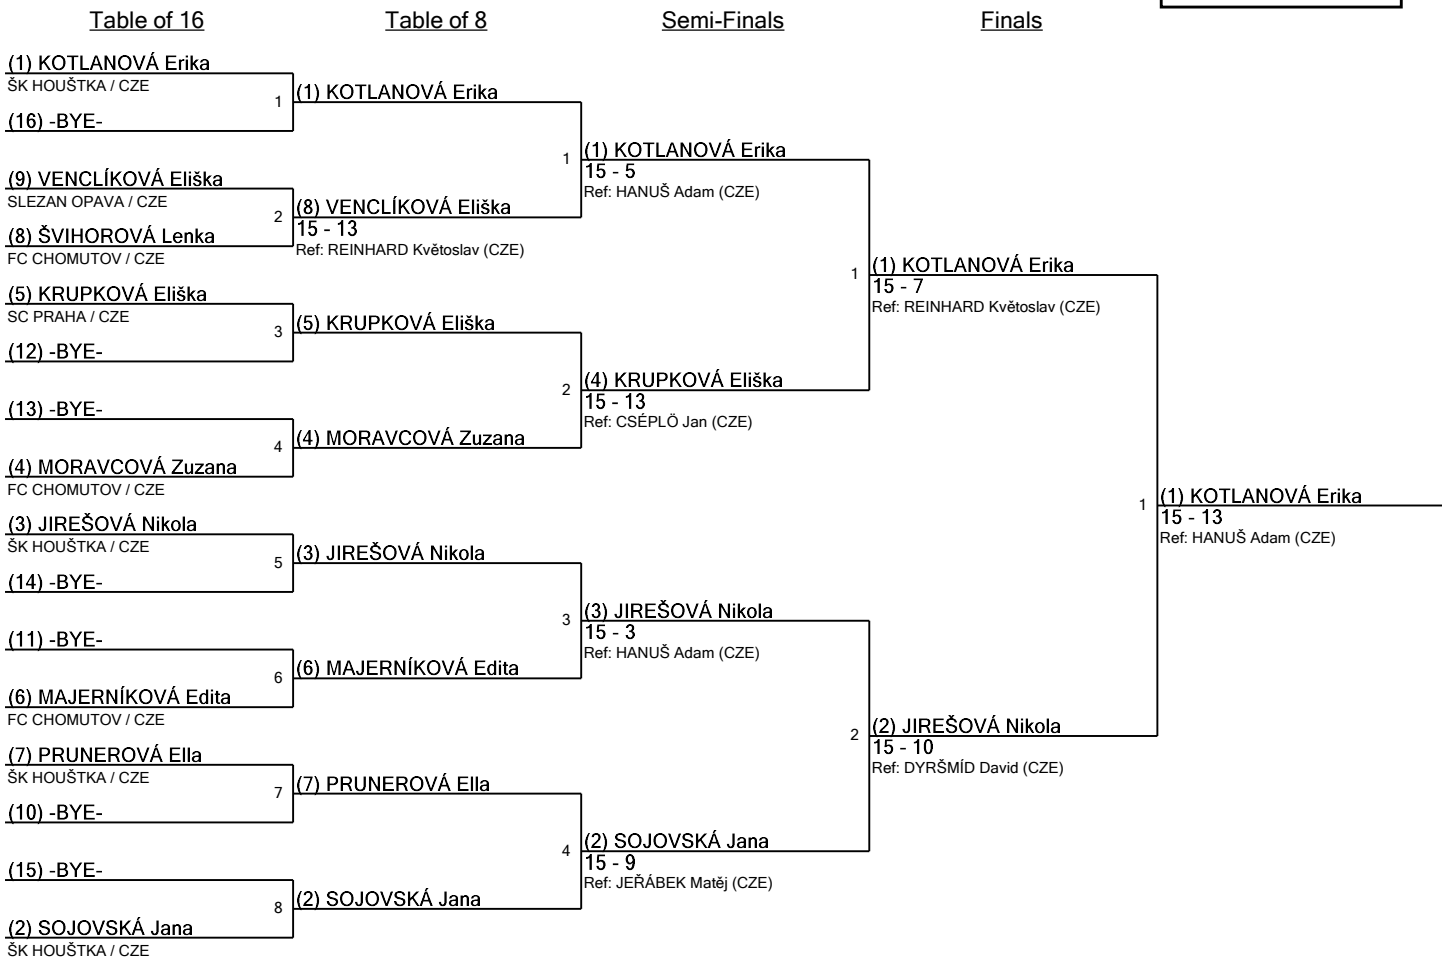 Table of 16
Table of 8
Semi-Finals
Finals
(1) KOTLANOVÁ Erika
ŠK HOUŠTKA / CZE
1
(16) -BYE-
(9) VENCLÍKOVÁ Eliška
SLEZAN OPAVA / CZE
2
(8) ŠVIHOROVÁ Lenka
FC CHOMUTOV / CZE
(5) KRUPKOVÁ Eliška
SC PRAHA / CZE
3
(12) -BYE-
(13) -BYE-
4
(4) MORAVCOVÁ Zuzana
FC CHOMUTOV / CZE
(3) JIREŠOVÁ Nikola
ŠK HOUŠTKA / CZE
5
(14) -BYE-
(11) -BYE-
6
(6) MAJERNÍKOVÁ Edita
FC CHOMUTOV / CZE
(7) PRUNEROVÁ Ella
ŠK HOUŠTKA / CZE
7
(10) -BYE-
(15) -BYE-
8
(2) SOJOVSKÁ Jana
ŠK HOUŠTKA / CZE
(1) KOTLANOVÁ Erika
1
(8) VENCLÍKOVÁ Eliška
15 - 13
Ref: REINHARD Květoslav (CZE)
(5) KRUPKOVÁ Eliška
2
(4) MORAVCOVÁ Zuzana
(3) JIREŠOVÁ Nikola
3
(6) MAJERNÍKOVÁ Edita
(7) PRUNEROVÁ Ella
4
(2) SOJOVSKÁ Jana
(1) KOTLANOVÁ Erika
15 - 5
Ref: HANUŠ Adam (CZE)
1
(4) KRUPKOVÁ Eliška
15 - 13
Ref: CSÉPLÖ Jan (CZE)
(3) JIREŠOVÁ Nikola
15 - 3
Ref: HANUŠ Adam (CZE)
2
(2) SOJOVSKÁ Jana
15 - 9
Ref: JEŘÁBEK Matěj (CZE)
(1) KOTLANOVÁ Erika
15 - 7
Ref: REINHARD Květoslav (CZE)
1
(2) JIREŠOVÁ Nikola
15 - 10
Ref: DYRŠMÍD David (CZE)
(1) KOTLANOVÁ Erika
15 - 13
Ref: HANUŠ Adam (CZE)